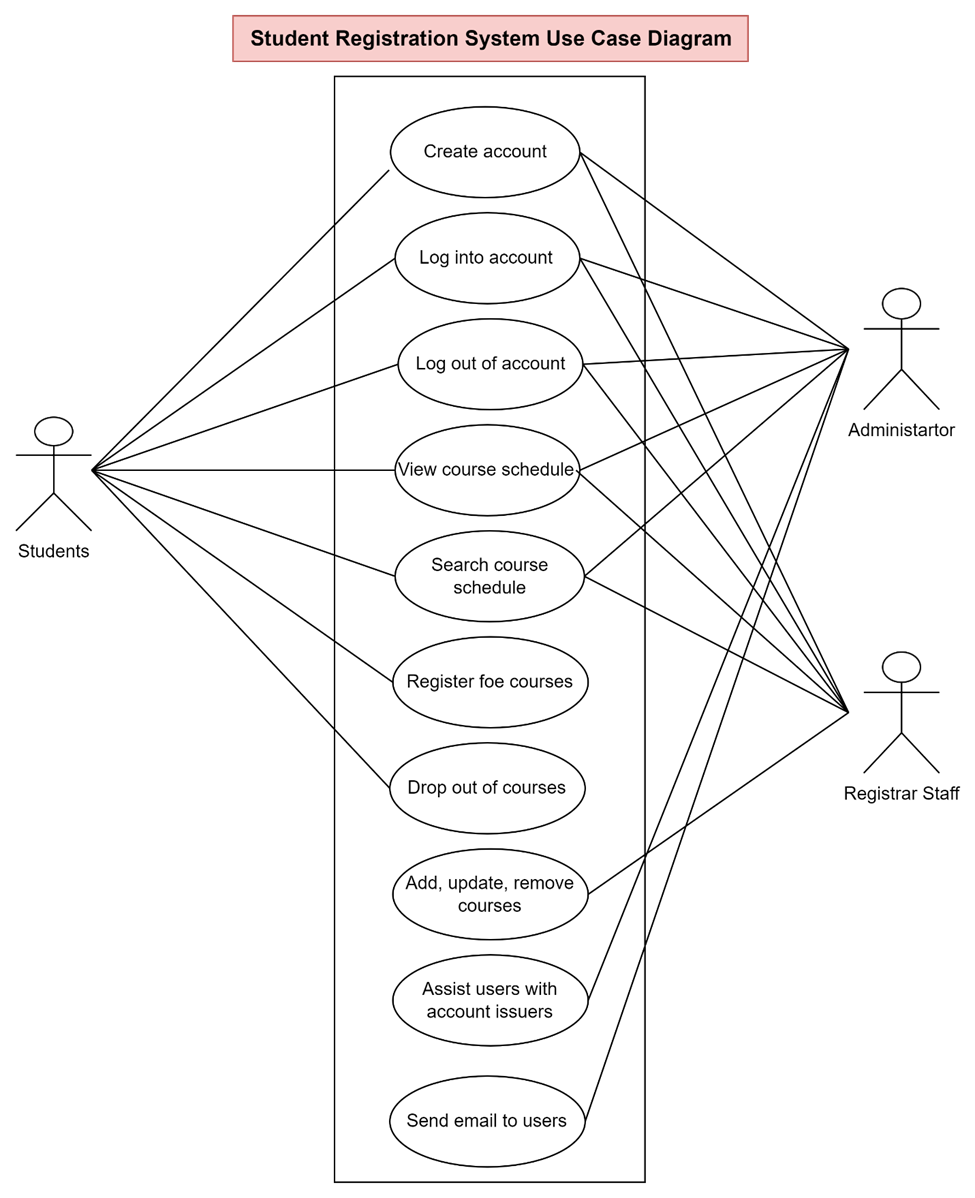 Student Registration System Use Case Diagram
Create account
Log into account
Log out of account
Administartor
View course schedule
Students
Search course
schedule
Register foe courses
Drop out of courses
Registrar Staff
Add, update, remove
courses
Assist users with
account issuers
Send email to users